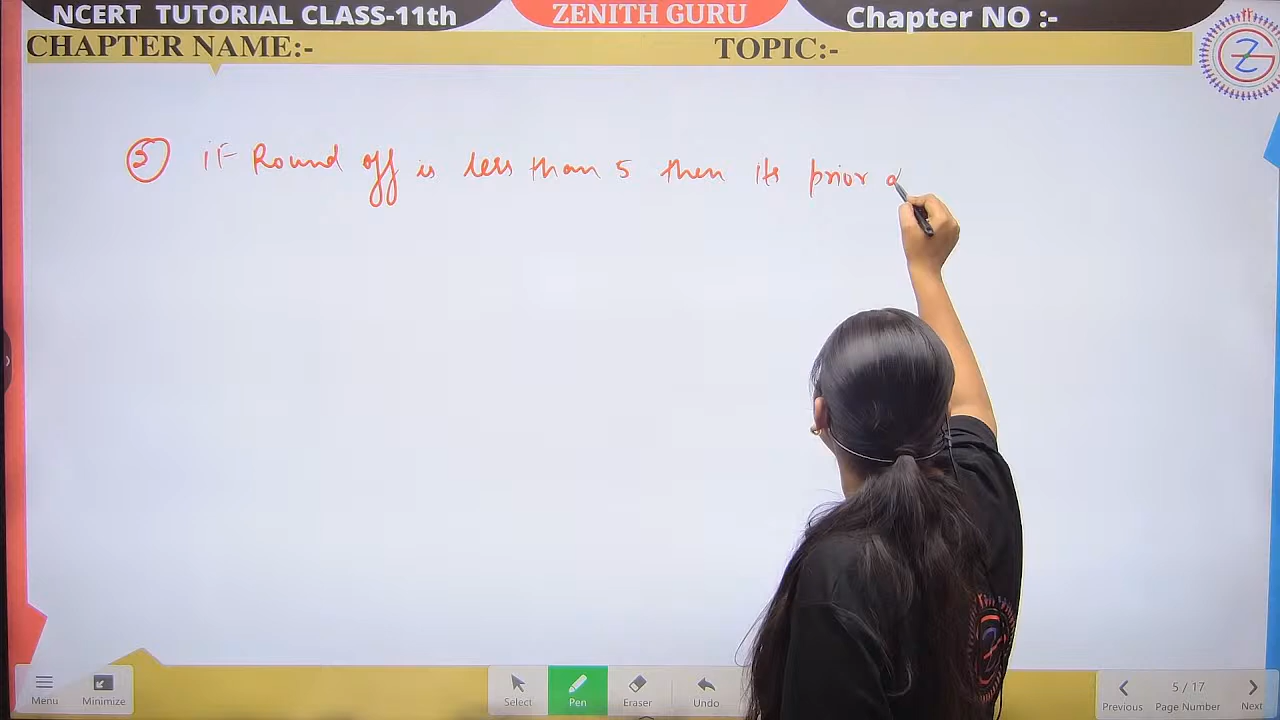 NCERT TUTORIAL CLASS-11th
ZENITH GURU
Chapter NO :-
CHAPTER NAME:-
TOPIC:-
5 IF Round off is less than 5 then its prior
Menu
Minimize
Select
Pen
Eraser
Undo
Previous
5 / 17
Page Number
Next